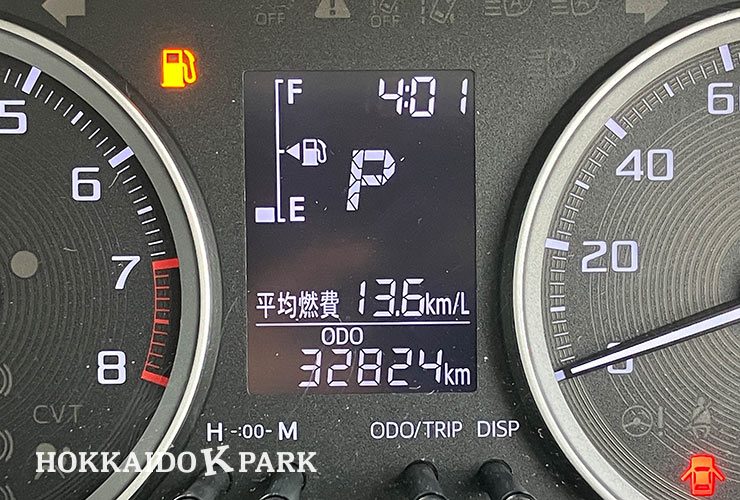 OFF
OFF
F
4:01
5
P
6
E
7
8
60
40
20
0
平均燃費 13.6km/L
ODO
32824km
CVT
H -:00- M
ODO/TRIP DISP
HOKKAIDO K PARK